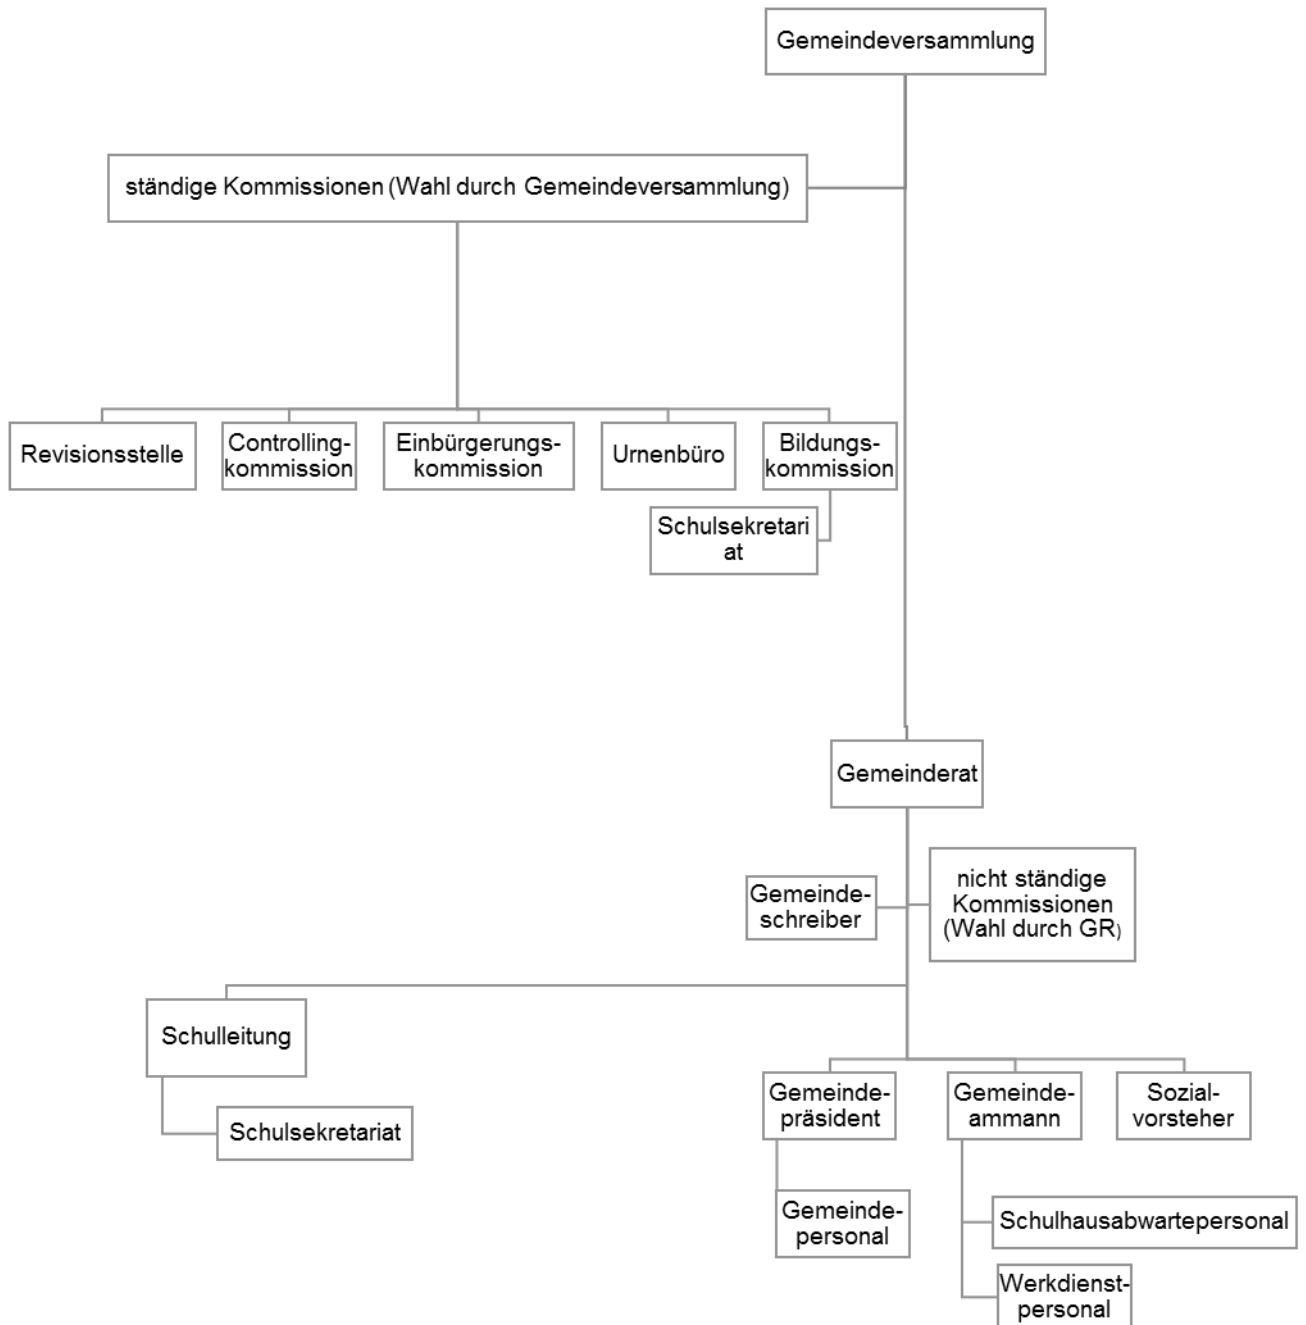 Gemeindeversammlung
ständige Kommissionen (Wahl durch Gemeindeversammlung)
Revisionsstelle
Controlling-
kommission
Einbürgerungs-
kommission
Urnenbüro
Bildungs-
kommission
Schulsekretari
at
Gemeinderat
Gemeinde-
schreiber
nicht ständige
Kommissionen
(Wahl durch GR)
Schulleitung
Schulsekretariat
Gemeinde-
präsident
Gemeinde-
ammann
Sozial-
vorsteher
Gemeinde-
personal
Schulhausabwartepersonal
Werkdienst-
personal